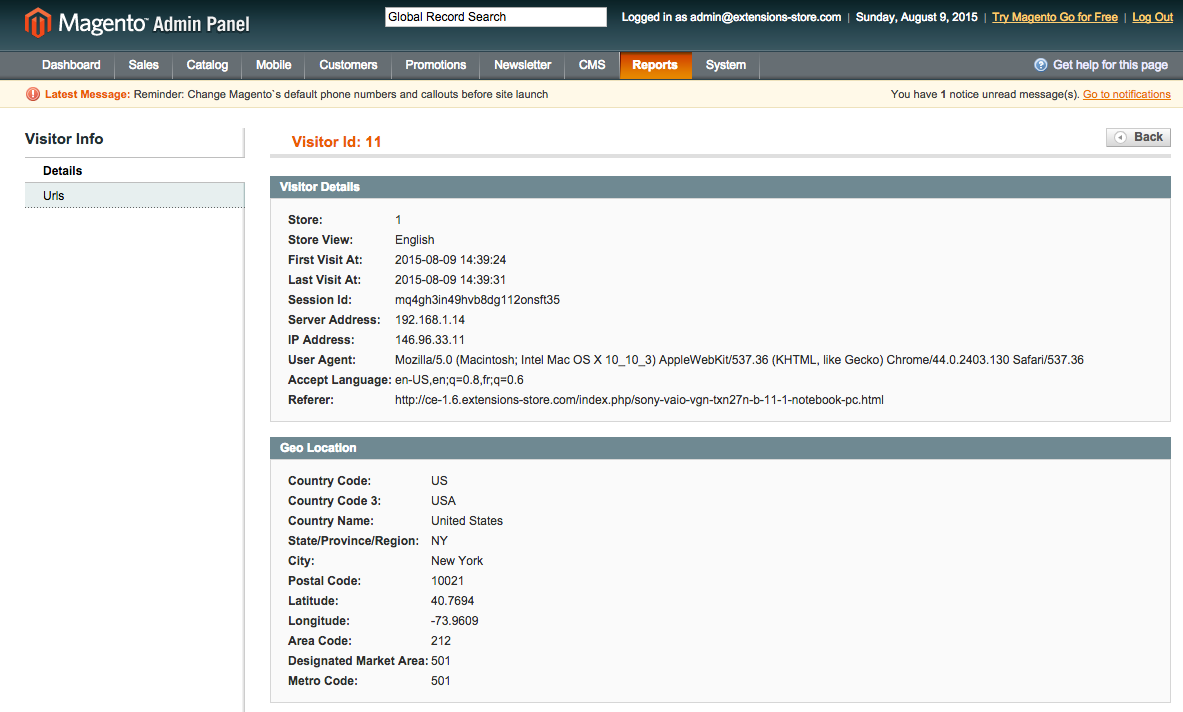 Magento™ Admin Panel
Global Record Search
Logged in as admin@extensions-store.com | Sunday, August 9, 2015 | Try Magento Go for Free | Log Out
Dashboard Sales Catalog Mobile Customers Promotions Newsletter CMS Reports System Get help for this page
Latest Message: Reminder: Change Magento`s default phone numbers and callouts before site launch You have 1 notice unread message(s). Go to notifications
Visitor Info
Details
Urls
Visitor Id: 11
Back
Visitor Details
Store: 1
Store View: English
First Visit At: 2015-08-09 14:39:24
Last Visit At: 2015-08-09 14:39:31
Session Id: mq4gh3in49hvb8dg112onsft35
Server Address: 192.168.1.14
IP Address: 146.96.33.11
User Agent: Mozilla/5.0 (Macintosh; Intel Mac OS X 10_10_3) AppleWebKit/537.36 (KHTML, like Gecko) Chrome/44.0.2403.130 Safari/537.36
Accept Language: en-US,en;q=0.8,fr;q=0.6
Referer: http://ce-1.6.extensions-store.com/index.php/sony-vaio-vgn-txn27n-b-11-1-notebook-pc.html
Geo Location
Country Code: US
Country Code 3: USA
Country Name: United States
State/Province/Region: NY
City: New York
Postal Code: 10021
Latitude: 40.7694
Longitude: -73.9609
Area Code: 212
Designated Market Area: 501
Metro Code: 501